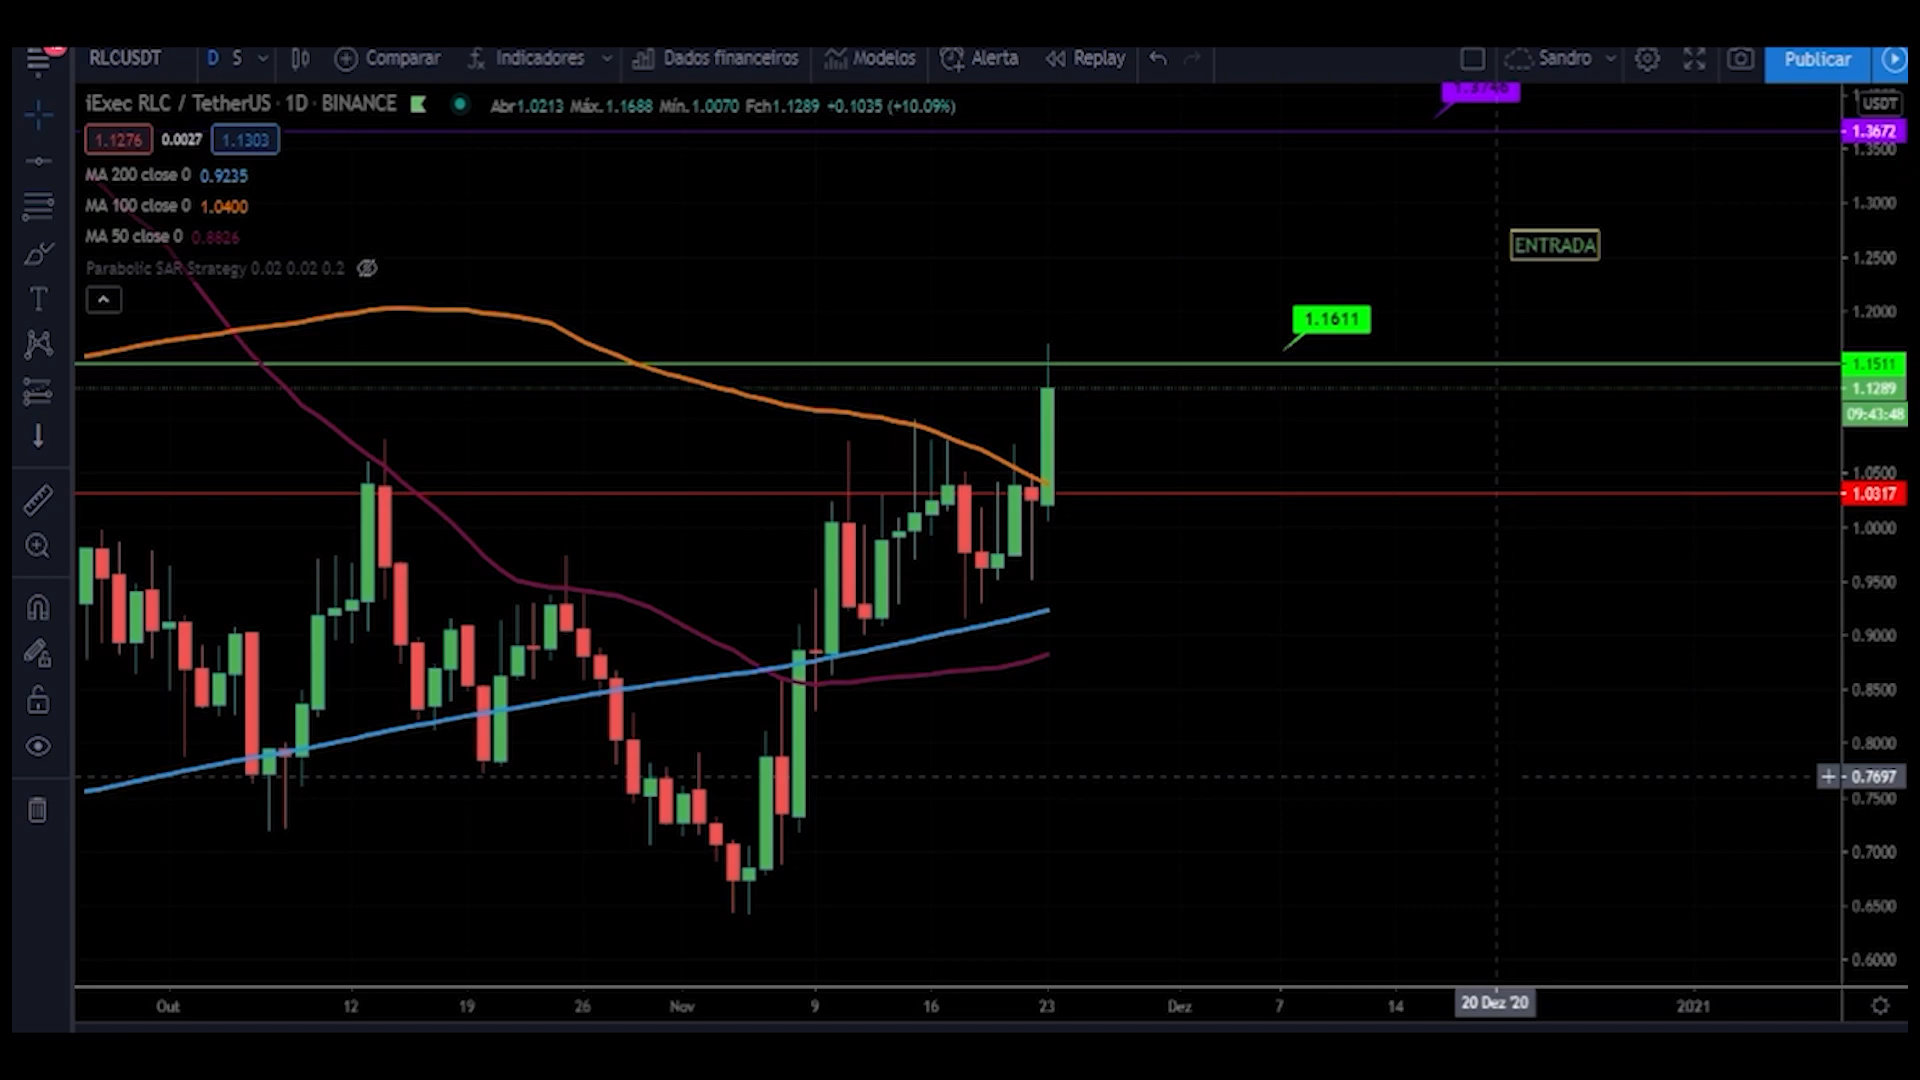 RLCUSDT D S Comparar Indicadores Dados financeiros Modelos Alerta Replay Sandro Publicar
iExec RLC / TetherUS · 1D · BINANCE Abr1.0213 Máx.1.1688 Mín.1.0070 Fch1.1289 +0.1035 (+10.09%)
1.3746
USDT
1.1276 0.0027 1.1303
1.3672
1.3500
MA 200 close 0 0.9235
MA 100 close 0 1.0400
1.3000
MA 50 close 0 0.8826
ENTRADA
1.2500
Parabolic SAR Strategy 0.02 0.02 0.2
1.1611
1.2000
1.1511
1.1289
09:43:48
1.0500
1.0317
1.0000
0.9500
0.9000
0.8500
0.8000
0.7697
0.7500
0.7000
0.6500
0.6000
Out 12 19 26 Nov 9 16 23 Dez 7 14 20 Dez '20 2021